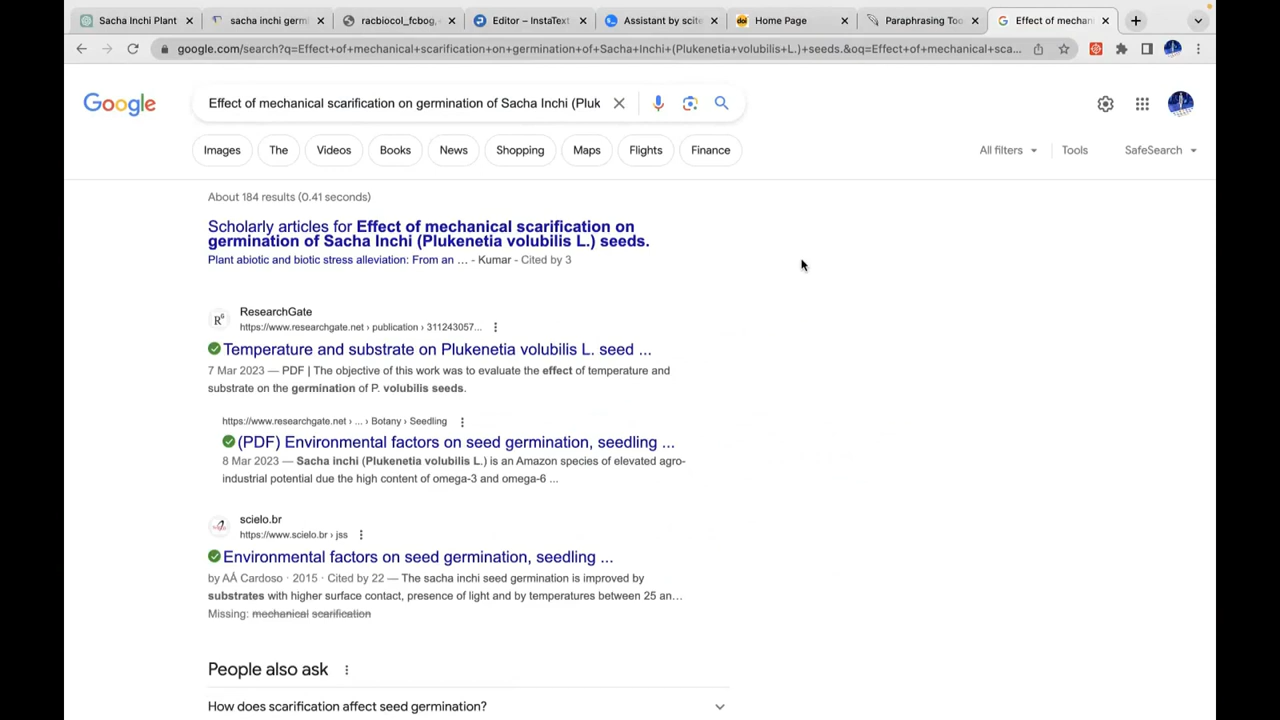 Sacha Inchi Plant
sacha inchi germi
racbiocol_fcbog,
Editor – InstaText
Assistant by scite
doi
Home Page
Paraphrasing Too
G
Effect of mechan
google.com/search?q=Effect+of+mechanical+scarification+on+germination+of+Sacha+Inchi+(Plukenetia+volubilis+L.)+seeds.&oq=Effect+of+mechanical+sca...
Google
Effect of mechanical scarification on germination of Sacha Inchi (Pluk
Images
The
Videos
Books
News
Shopping
Maps
Flights
Finance
All filters
Tools
SafeSearch
About 184 results (0.41 seconds)
Scholarly articles for Effect of mechanical scarification on
germination of Sacha Inchi (Plukenetia volubilis L.) seeds.
Plant abiotic and biotic stress alleviation: From an ... - Kumar - Cited by 3
ResearchGate
https://www.researchgate.net › publication › 311243057...
Temperature and substrate on Plukenetia volubilis L. seed ...
7 Mar 2023 — PDF | The objective of this work was to evaluate the effect of temperature and
substrate on the germination of P. volubilis seeds.
https://www.researchgate.net › ... › Botany › Seedling
(PDF) Environmental factors on seed germination, seedling ...
8 Mar 2023 — Sacha inchi (Plukenetia volubilis L.) is an Amazon species of elevated agro-
industrial potential due the high content of omega-3 and omega-6 ...
scielo.br
https://www.scielo.br › jss
Environmental factors on seed germination, seedling ...
by AÁ Cardoso · 2015 · Cited by 22 — The sacha inchi seed germination is improved by
substrates with higher surface contact, presence of light and by temperatures between 25 an...
Missing: mechanical scarification
People also ask
How does scarification affect seed germination?